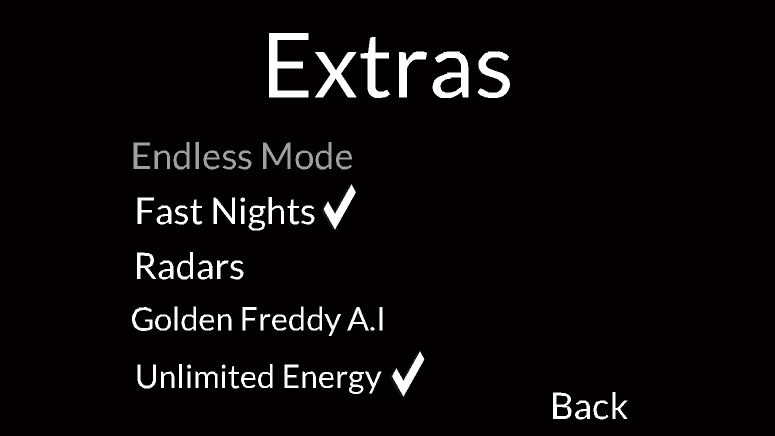 Extras
Endless Mode
Fast Nights
Radars
Golden Freddy A.I
Unlimited Energy
Back